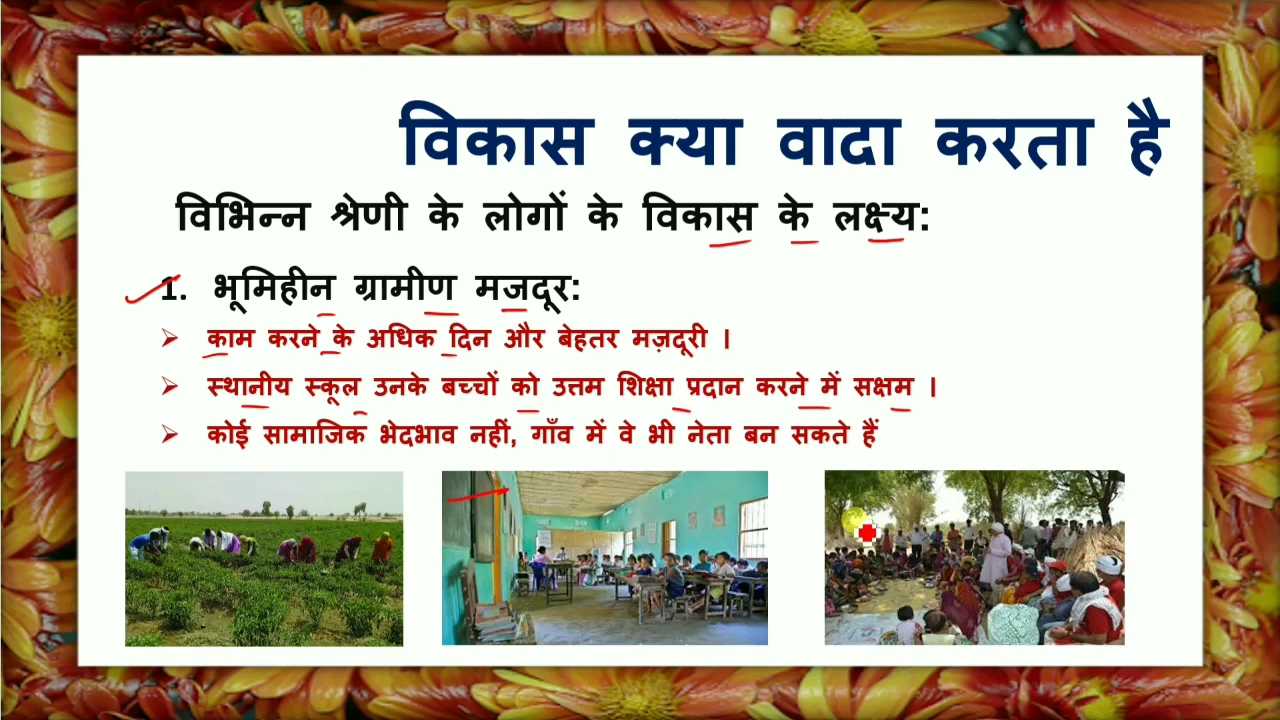 विकास क्या वादा करता है
विभिन्न श्रेणी के लोगों के विकास के लक्ष्य:
1. भूमिहीन ग्रामीण मजदूर:
➢ काम करने के अधिक दिन और बेहतर मज़दूरी ।
➢ स्थानीय स्कूल उनके बच्चों को उत्तम शिक्षा प्रदान करने में सक्षम ।
➢ कोई सामाजिक भेदभाव नहीं, गाँव में वे भी नेता बन सकते हैं